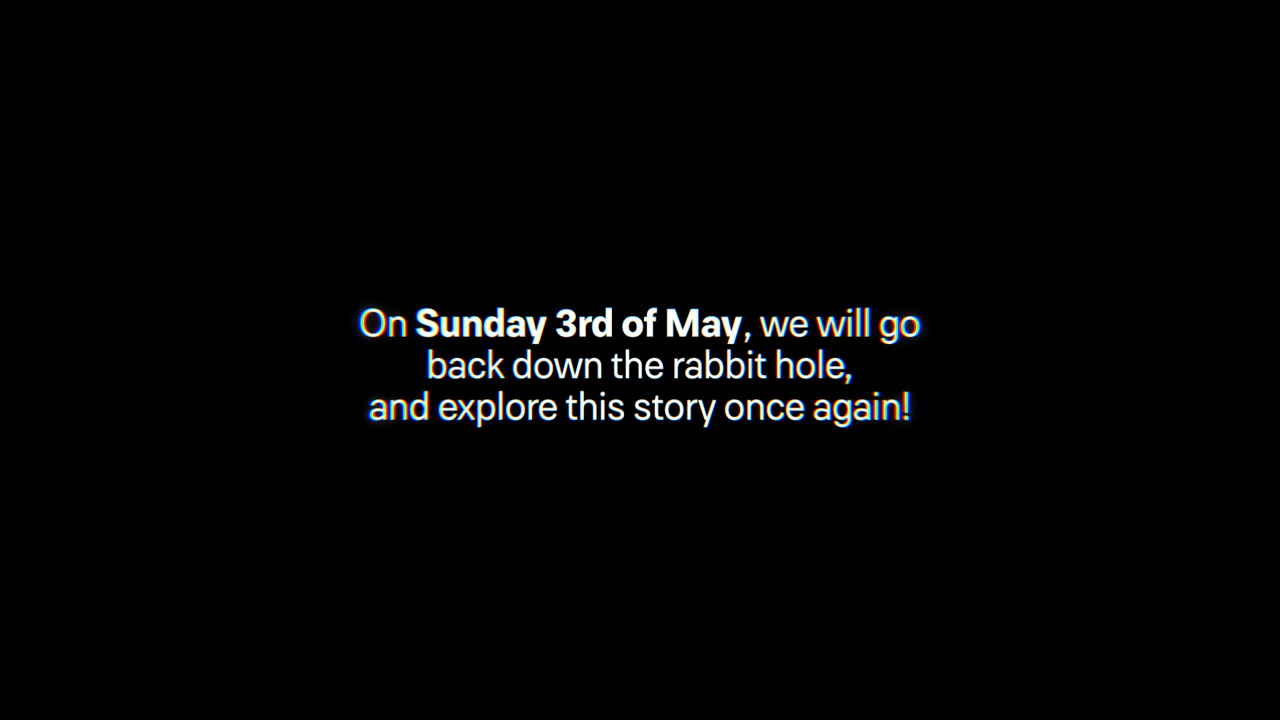 On Sunday 3rd of May, we will go
back down the rabbit hole,
and explore this story once again!